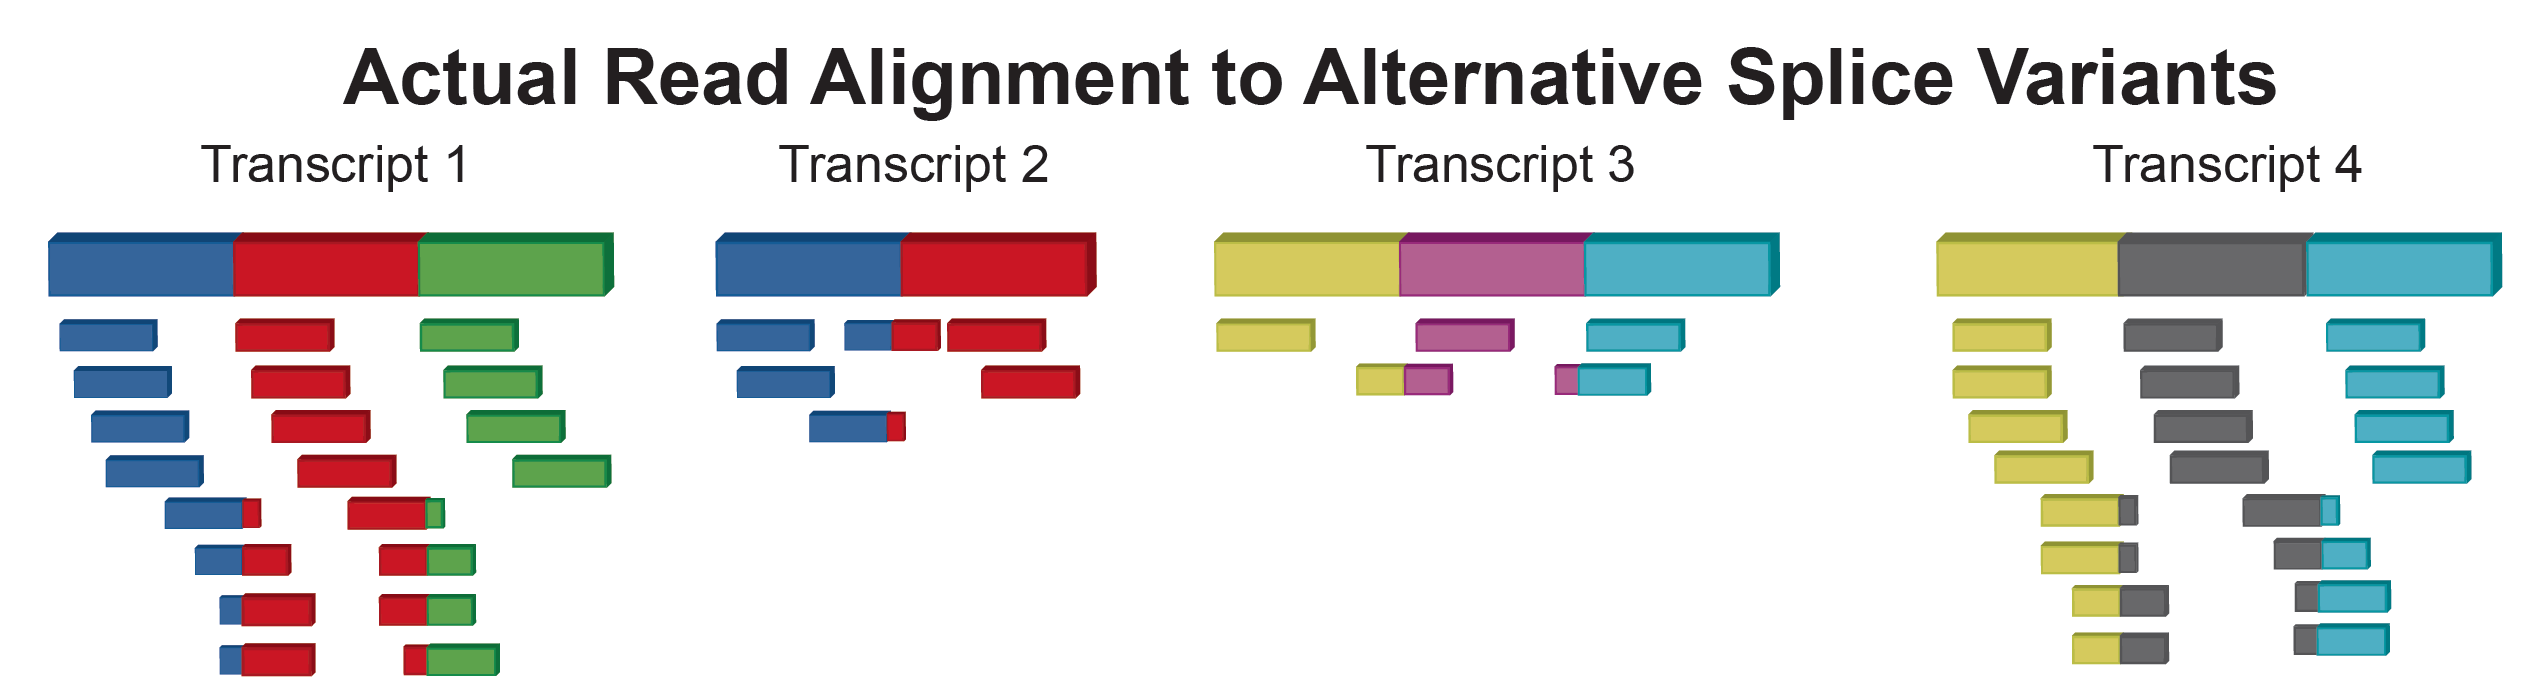 Actual Read Alignment to Alternative Splice Variants
Transcript 1
Transcript 2
Transcript 3
Transcript 4